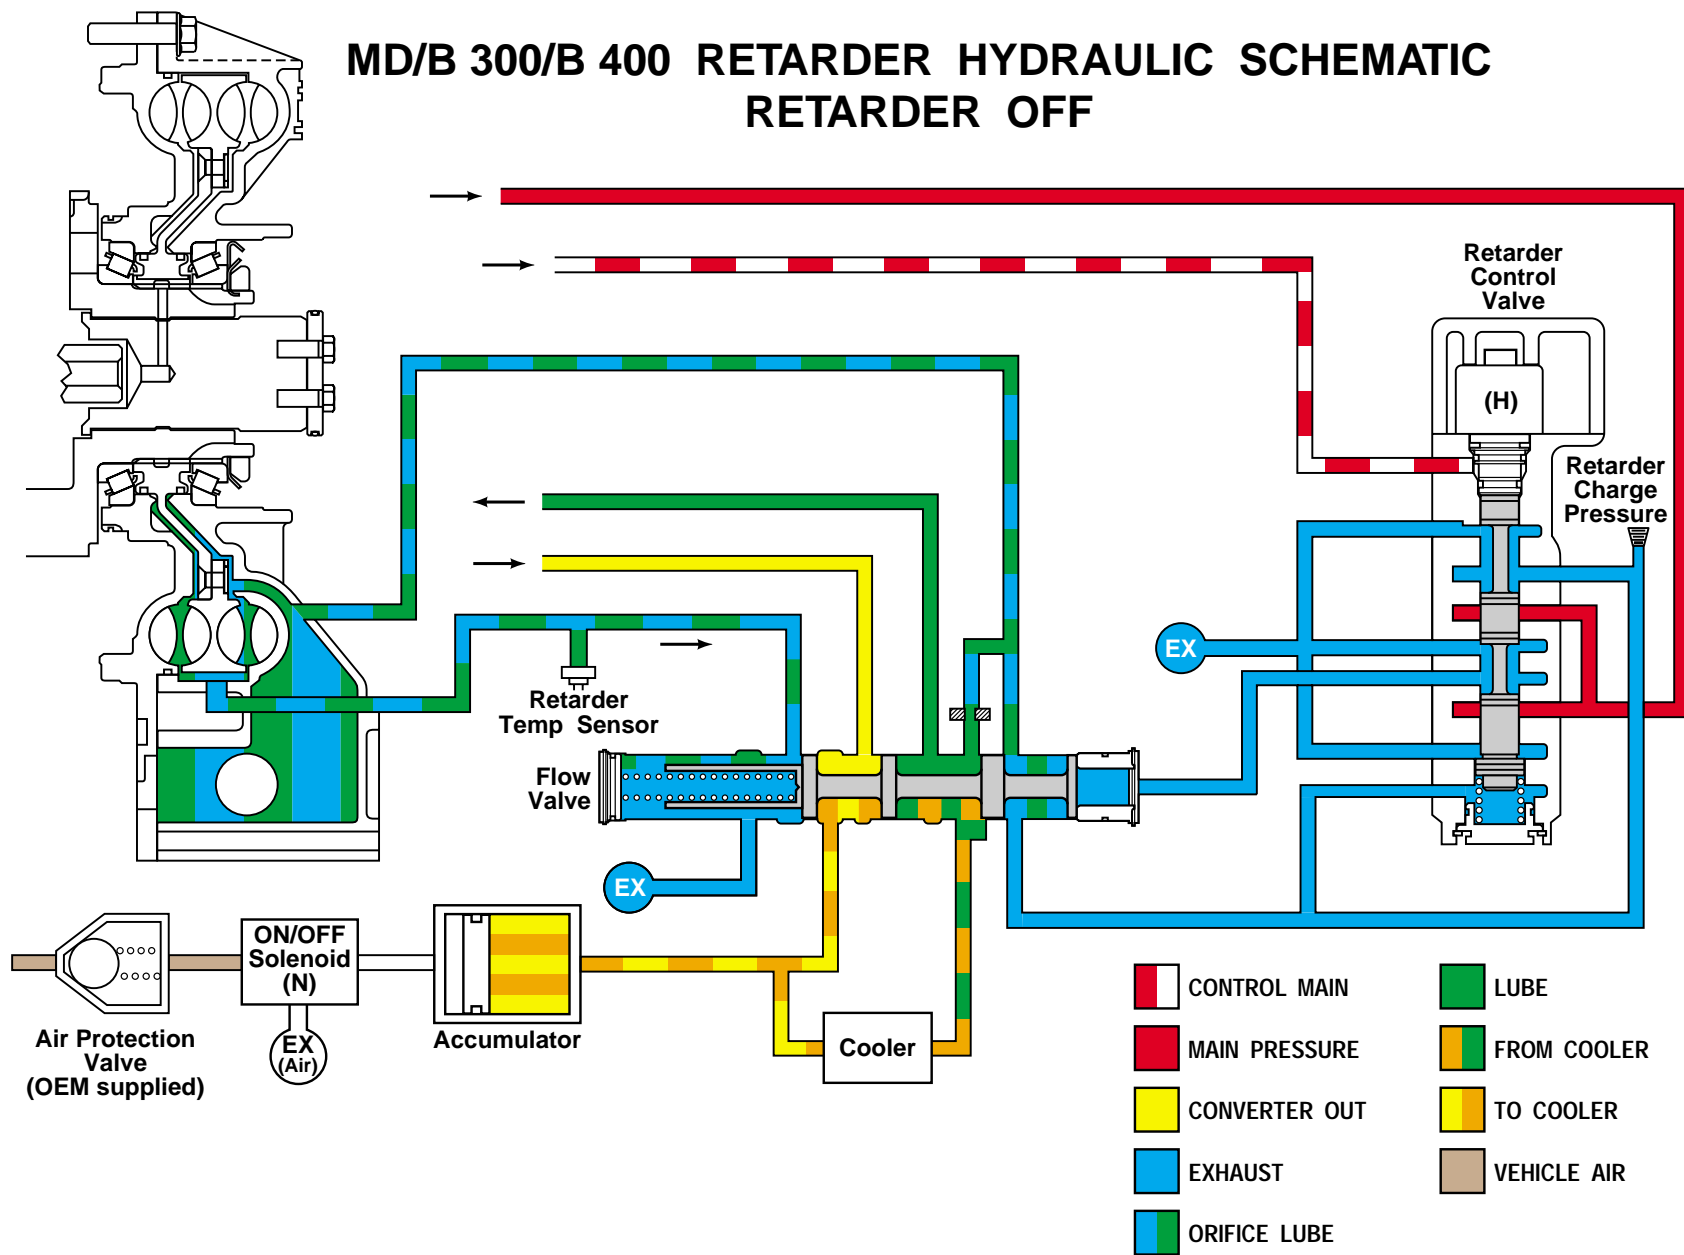 MD/B 300/B 400 RETARDER HYDRAULIC SCHEMATIC
RETARDER OFF
Retarder
Control
Valve
(H)
Retarder
Charge
Pressure
EX
Retarder
Temp Sensor
Flow
Valve
EX
ON/OFF
Solenoid
(N)
EX
(Air)
Air Protection
Valve
(OEM supplied)
Accumulator
Cooler
CONTROL MAIN
MAIN PRESSURE
CONVERTER OUT
EXHAUST
ORIFICE LUBE
LUBE
FROM COOLER
TO COOLER
VEHICLE AIR